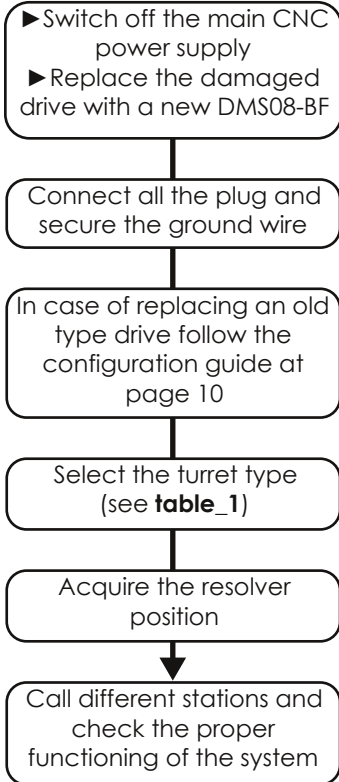 ►Switch off the main CNC
power supply
►Replace the damaged
drive with a new DMS08-BF
Connect all the plug and
secure the ground wire
In case of replacing an old
type drive follow the
configuration guide at
page 10
Select the turret type
(see table_1)
Acquire the resolver
position
Call different stations and
check the proper
functioning of the system